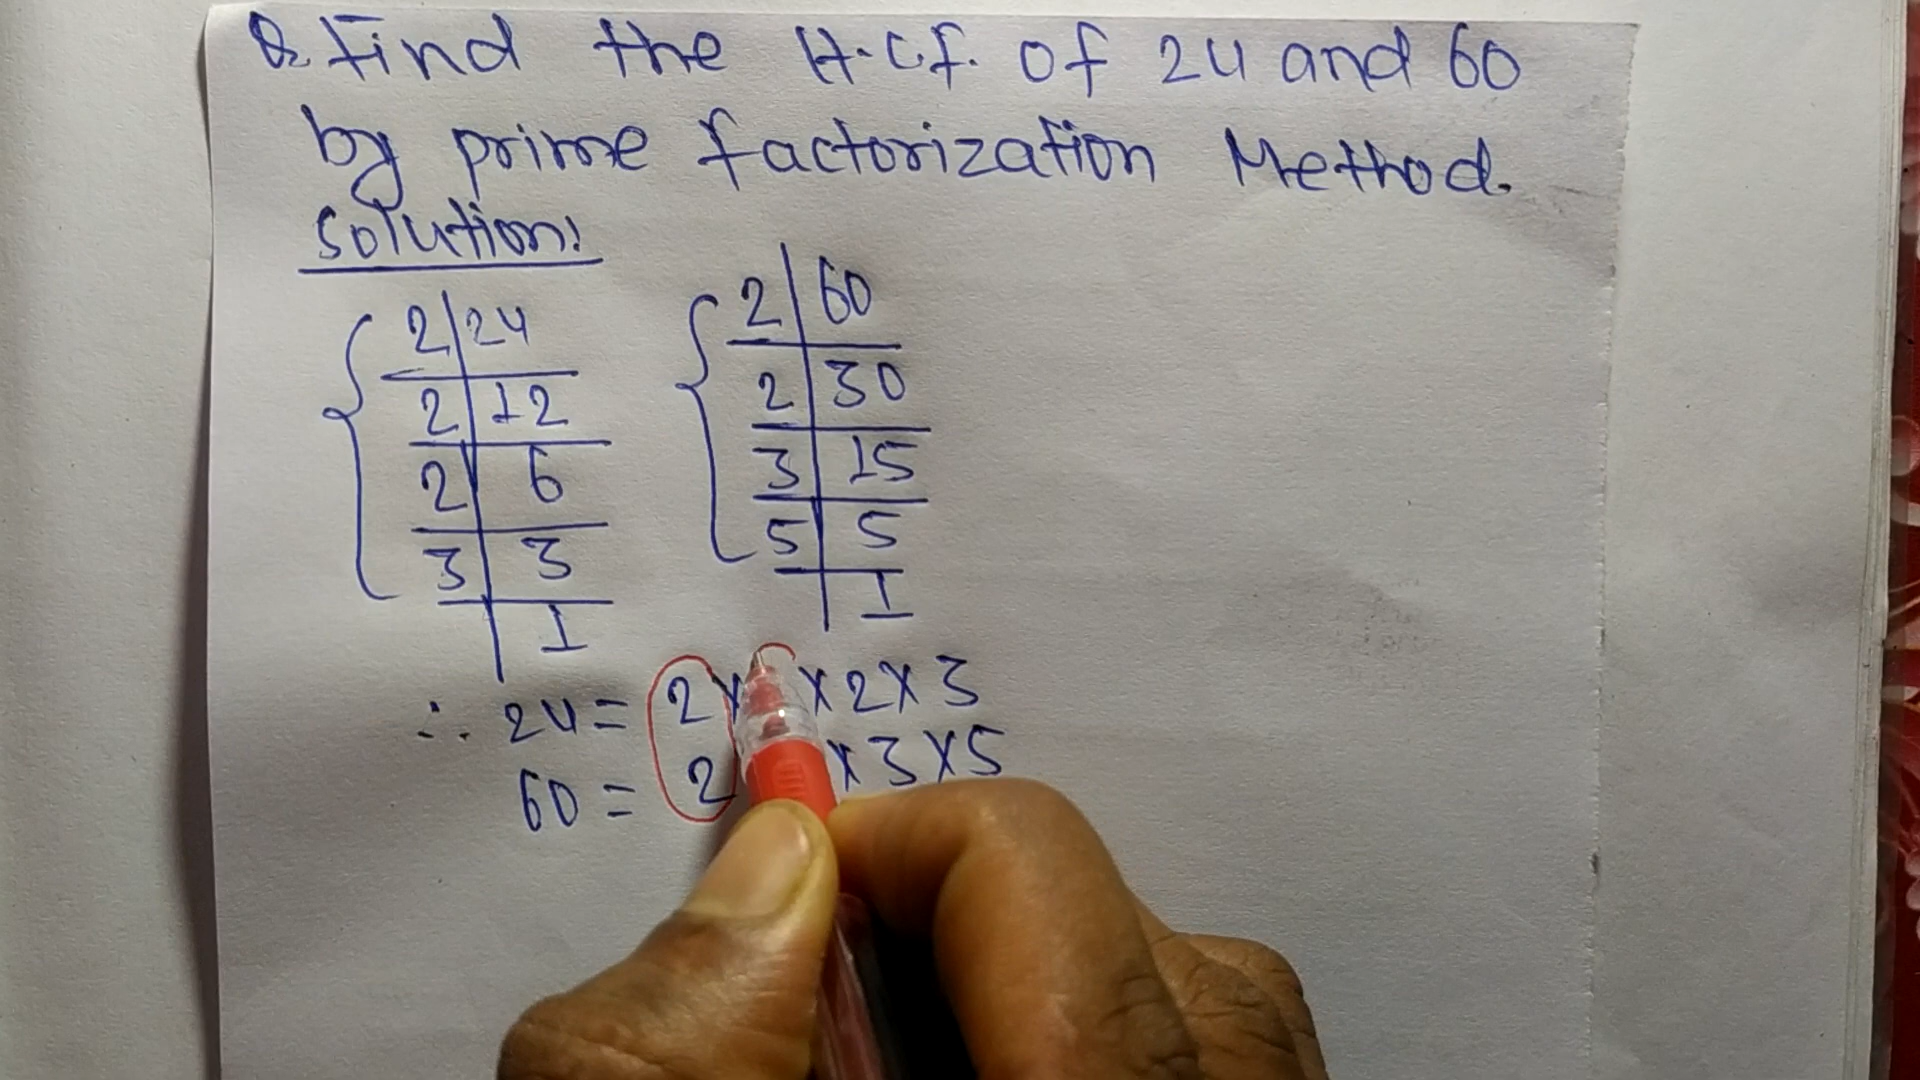 Q. Find the H.C.F. of 24 and 60
by prime factorization Method.
Solution:
2 | 24
2 | 12
2 | 6
3 | 3
1
2 | 60
2 | 30
3 | 15
5 | 5
1
∴ 24 = 2 × × 2 × 3
60 = 2 × 3 × 5